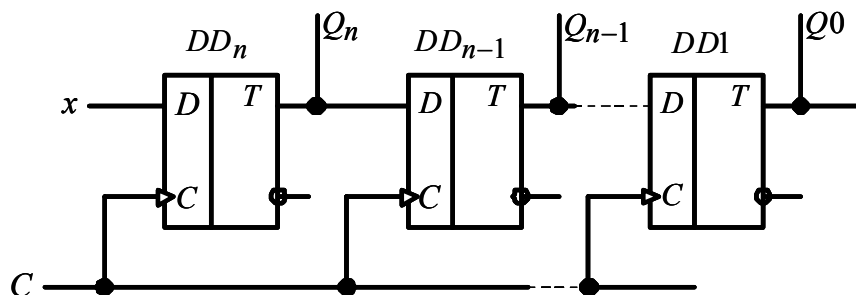 Qn Qn-1 Q0
DDn DDn-1 DD1
x D T D T D T
C C C
C